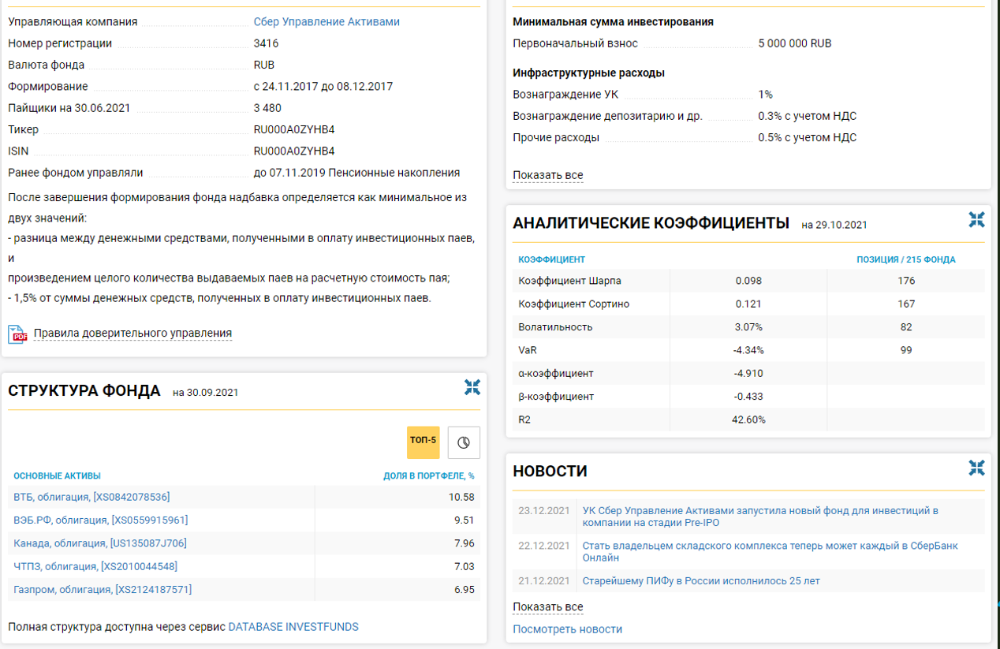 Управляющая компания Сбер Управление Активами
Номер регистрации 3416
Валюта фонда RUB
Формирование с 24.11.2017 до 08.12.2017
Пайщики на 30.06.2021 3 480
Тикер RU000A0ZYHB4
ISIN RU000A0ZYHB4
Ранее фондом управляли до 07.11.2019 Пенсионные накопления
После завершения формирования фонда надбавка определяется как минимальное из
двух значений:
- разница между денежными средствами, полученными в оплату инвестиционных паев,
и
произведением целого количества выдаваемых паев на расчетную стоимость пая;
- 1,5% от суммы денежных средств, полученных в оплату инвестиционных паев.
PDF Правила доверительного управления
СТРУКТУРА ФОНДА на 30.09.2021
ТОП-5
ОСНОВНЫЕ АКТИВЫ ДОЛЯ В ПОРТФЕЛЕ, %
ВТБ, облигация, [XS0842078536] 10.58
ВЭБ.РФ, облигация, [XS0559915961] 9.51
Канада, облигация, [US135087J706] 7.96
ЧТПЗ, облигация, [XS2010044548] 7.03
Газпром, облигация, [XS2124187571] 6.95
Полная структура доступна через сервис DATABASE INVESTFUNDS
Минимальная сумма инвестирования
Первоначальный взнос 5 000 000 RUB
Инфраструктурные расходы
Вознаграждение УК 1%
Вознаграждение депозитарию и др. 0.3% с учетом НДС
Прочие расходы 0.5% с учетом НДС
Показать все
АНАЛИТИЧЕСКИЕ КОЭФФИЦИЕНТЫ на 29.10.2021
КОЭФФИЦИЕНТ ПОЗИЦИЯ / 215 ФОНДА
Коэффициент Шарпа 0.098 176
Коэффициент Сортино 0.121 167
Волатильность 3.07% 82
VaR -4.34% 99
α-коэффициент -4.910
β-коэффициент -0.433
R2 42.60%
НОВОСТИ
23.12.2021 УК Сбер Управление Активами запустила новый фонд для инвестиций в
компании на стадии Pre-IPO
22.12.2021 Стать владельцем складского комплекса теперь может каждый в СберБанк
Онлайн
21.12.2021 Старейшему ПИФу в России исполнилось 25 лет
Показать все
Посмотреть новости